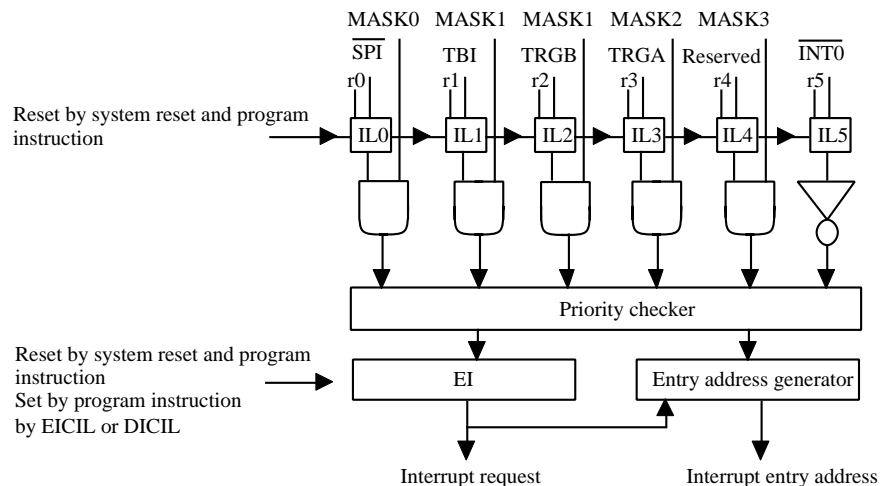 MASK0 MASK1 MASK1 MASK2 MASK3
SPI TBI TRGB TRGA Reserved INT0
r0 r1 r2 r3 r4 r5
Reset by system reset and program
instruction
IL0 IL1 IL2 IL3 IL4 IL5
Priority checker
Reset by system reset and program
instruction
Set by program instruction
by EICIL or DICIL
EI
Entry address generator
Interrupt request
Interrupt entry address